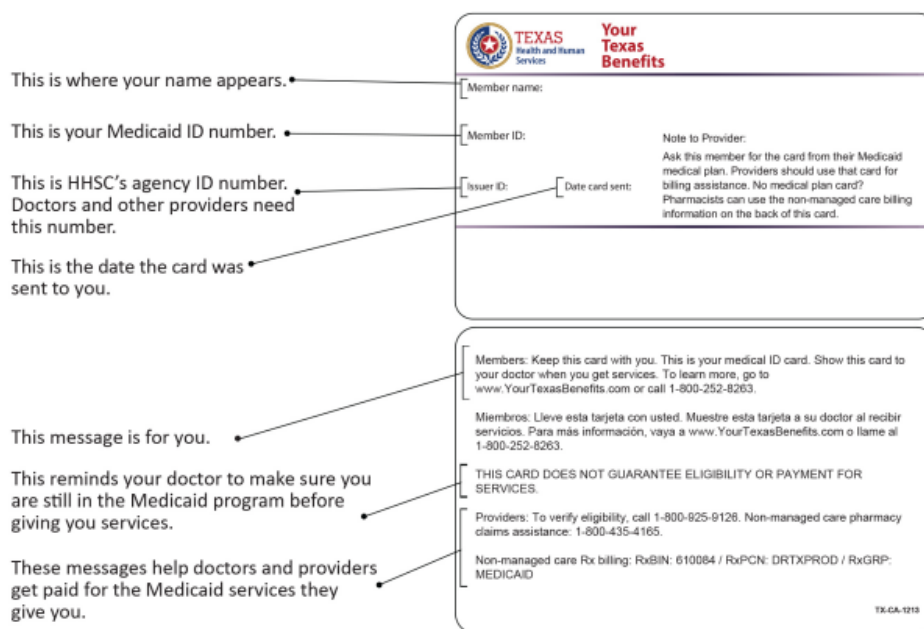 TEXAS
Health and Human
Services
Your
Texas
Benefits
This is where your name appears.
Member name:
This is your Medicaid ID number.
Member ID:
Note to Provider:
Ask this member for the card from their Medicaid
medical plan. Providers should use that card for
billing assistance. No medical plan card?
Pharmacists can use the non-managed care billing
information on the back of this card.
This is HHSC's agency ID number.
Doctors and other providers need
this number.
Issuer ID:
Date card sent:
This is the date the card was
sent to you.
Members: Keep this card with you. This is your medical ID card. Show this card to
your doctor when you get services. To learn more, go to
www.YourTexasBenefits.com or call 1-800-252-8263.
Miembros: Lleve esta tarjeta con usted. Muestre esta tarjeta a su doctor al recibir
servicios. Para más información, vaya a www.YourTexasBenefits.com o llame al
1-800-252-8263.
This message is for you.
This reminds your doctor to make sure you
are still in the Medicaid program before
giving you services.
THIS CARD DOES NOT GUARANTEE ELIGIBILITY OR PAYMENT FOR
SERVICES.
Providers: To verify eligibility, call 1-800-925-9126. Non-managed care pharmacy
claims assistance: 1-800-435-4165.
These messages help doctors and providers
get paid for the Medicaid services they
give you.
Non-managed care Rx billing: RxBIN: 610084 / RxPCN: DRTXPROD / RxGRP:
MEDICAID
TX-CA-1213